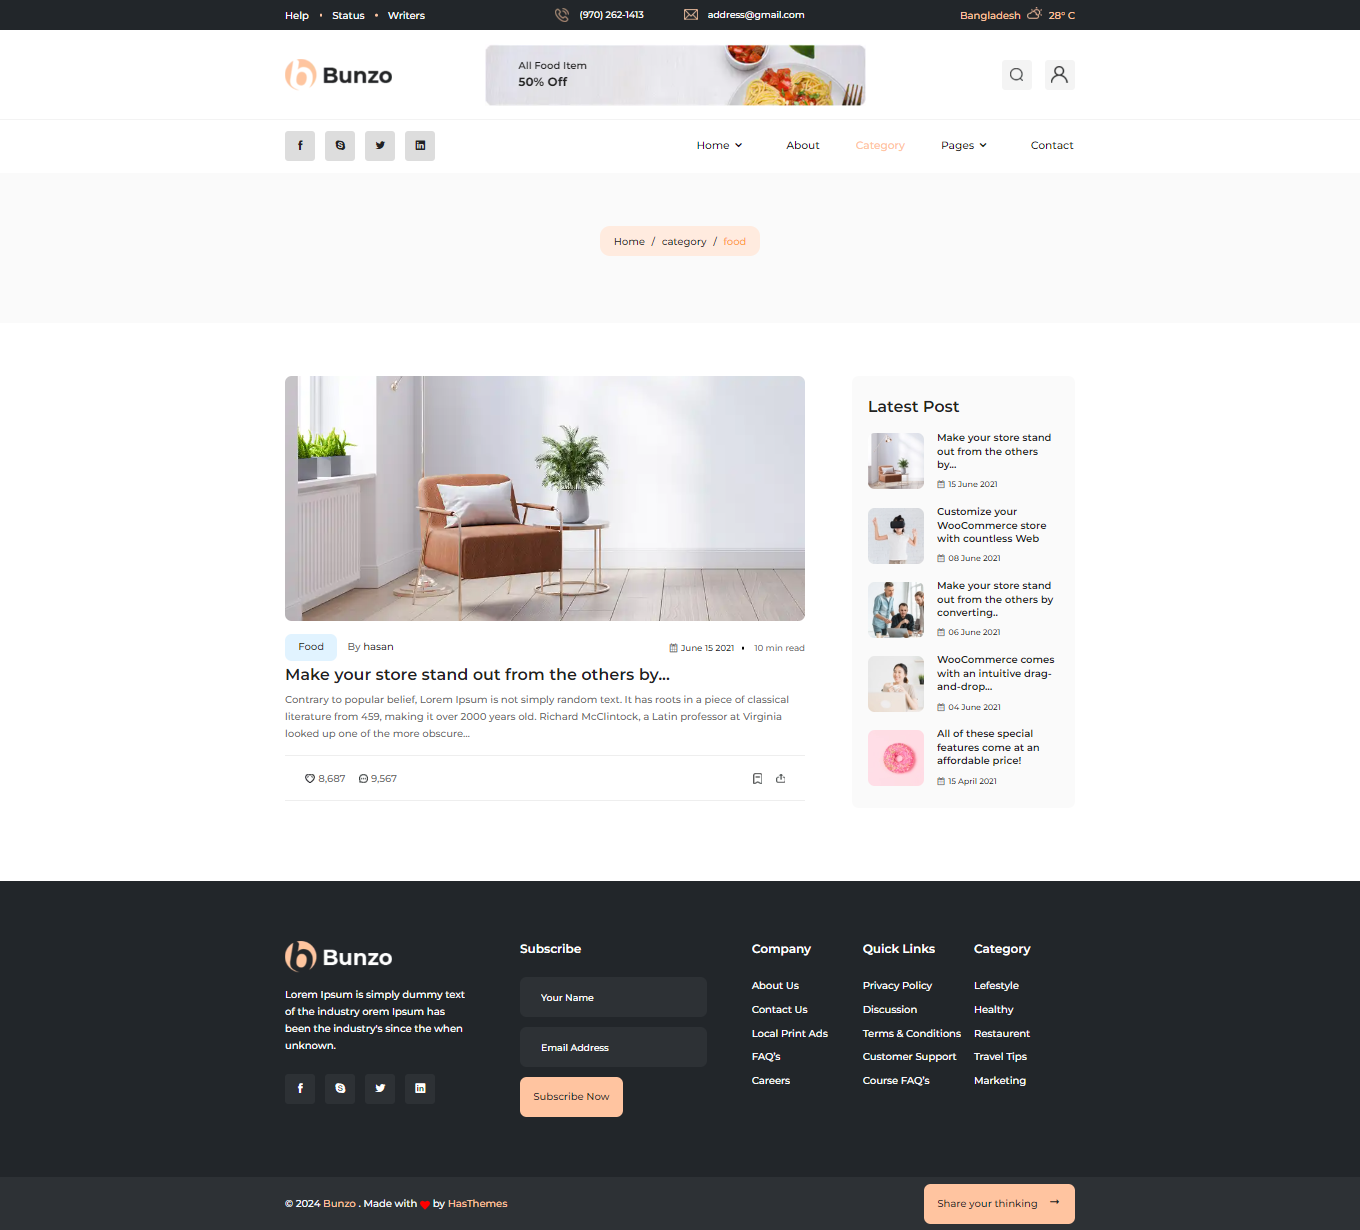 Help • Status • Writers
(970) 262-1413
address@gmail.com
Bangladesh 28° C
Bunzo
All Food Item
50% Off
Home
About
Category
Pages
Contact
Home / category / food
Food
By hasan
June 15 2021 • 10 min read
Make your store stand out from the others by...
Contrary to popular belief, Lorem Ipsum is not simply random text. It has roots in a piece of classical
literature from 459, making it over 2000 years old. Richard McClintock, a Latin professor at Virginia
looked up one of the more obscure...
8,687
9,567
Latest Post
Make your store stand
out from the others
by...
15 June 2021
Customize your
WooCommerce store
with countless Web
08 June 2021
Make your store stand
out from the others by
converting..
06 June 2021
WooCommerce comes
with an intuitive drag-
and-drop...
04 June 2021
All of these special
features come at an
affordable price!
15 April 2021
Bunzo
Lorem Ipsum is simply dummy text
of the industry orem Ipsum has
been the industry's since the when
unknown.
Subscribe
Your Name
Email Address
Subscribe Now
Company
About Us
Contact Us
Local Print Ads
FAQ's
Careers
Quick Links
Privacy Policy
Discussion
Terms & Conditions
Customer Support
Course FAQ's
Category
Lefestyle
Healthy
Restaurent
Travel Tips
Marketing
© 2024 Bunzo . Made with ❤ by HasThemes
Share your thinking →